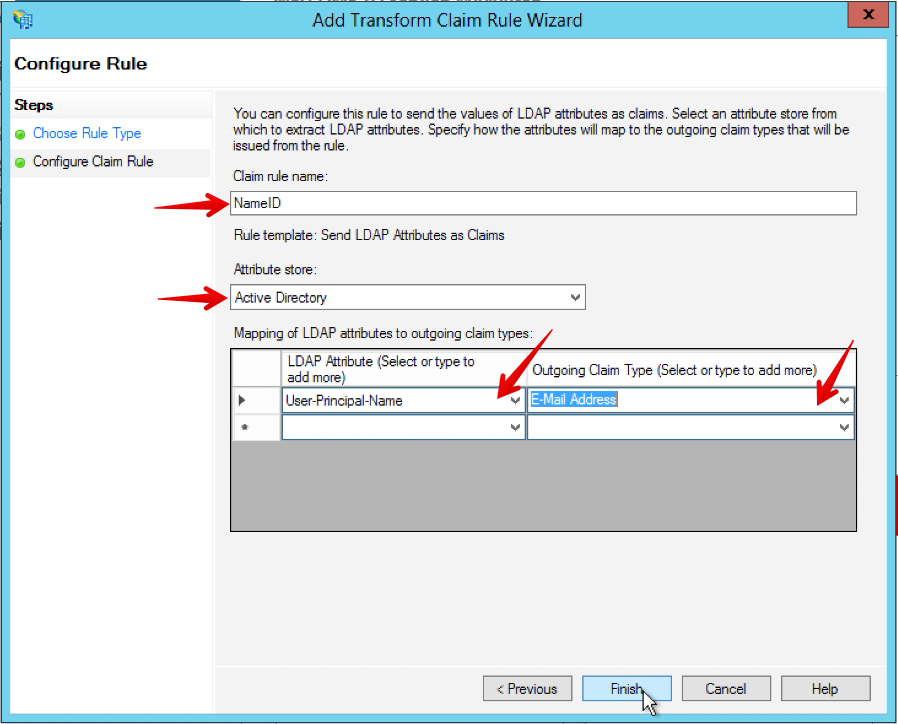 Add Transform Claim Rule Wizard
x
Configure Rule
Steps
Choose Rule Type
Configure Claim Rule
You can configure this rule to send the values of LDAP attributes as claims. Select an attribute store from
which to extract LDAP attributes. Specify how the attributes will map to the outgoing claim types that will be
issued from the rule.
Claim rule name:
NameID
Rule template: Send LDAP Attributes as Claims
Attribute store:
Active Directory
Mapping of LDAP attributes to outgoing claim types:
LDAP Attribute (Select or type to
add more)
Outgoing Claim Type (Select or type to add more)
User-Principal-Name
E-Mail Address
*
< Previous
Finish
Cancel
Help